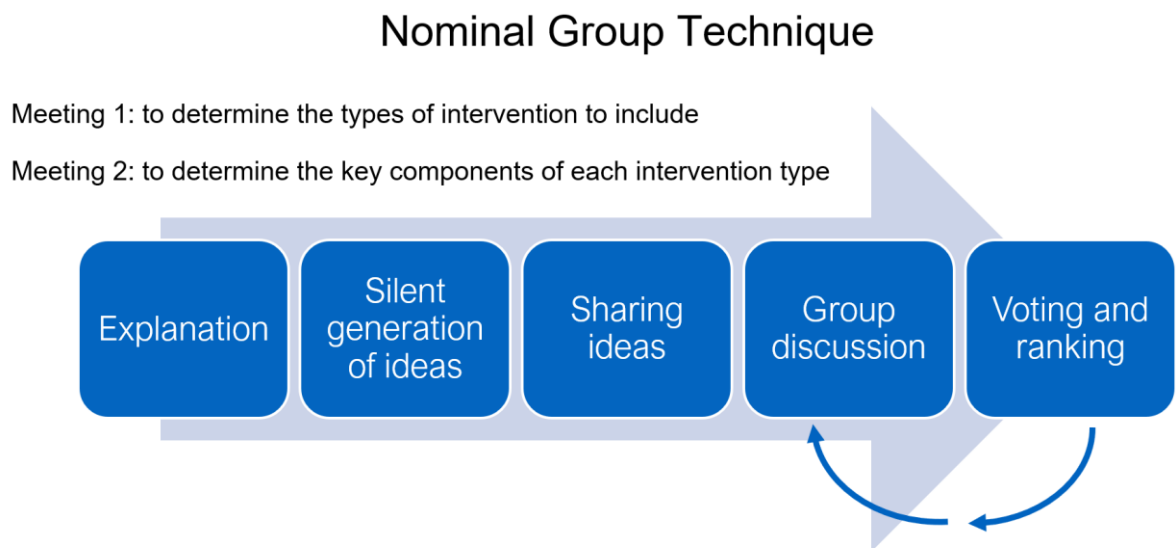 Nominal Group Technique
Meeting 1: to determine the types of intervention to include
Meeting 2: to determine the key components of each intervention type
Explanation
Silent
generation
of ideas
Sharing
ideas
Group
discussion
Voting and
ranking